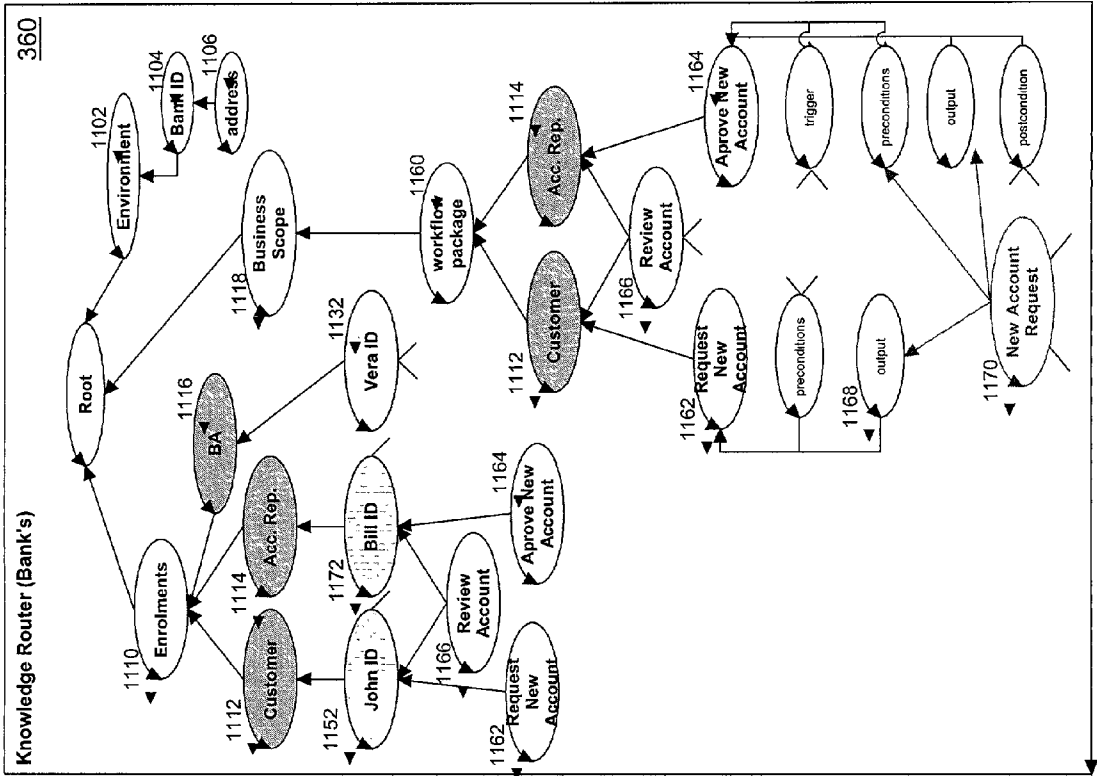 Knowledge Router (Bank's)
360
Root
1102
Environment
1104
Bank ID
1106
address
1110
Enrolments
1116
BA
1118
Business
Scope
1112
Customer
1114
Acc. Rep.
1132
Vera ID
1160
workflow
package
1152
John ID
1172
Bill ID
1112
Customer
1114
Acc. Rep.
1166
Review
Account
1166
Review
Account
1162
Request
New
Account
1164
Aprove New
Account
1162
Request
New
Account
1164
Aprove New
Account
preconditions
trigger
1168
output
preconditions
output
1170
New Account
Request
postcondition